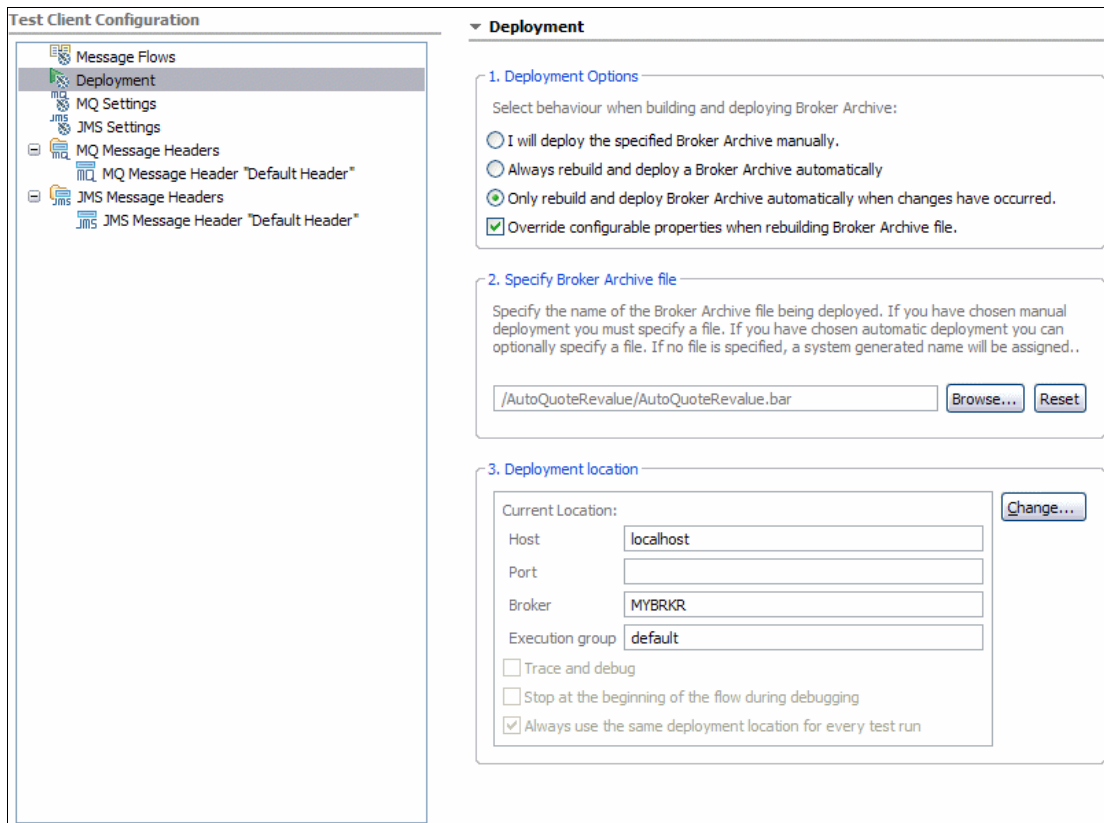 Test Client Configuration
Message Flows
Deployment
MQ Settings
JMS Settings
MQ Message Headers
MQ Message Header "Default Header"
JMS Message Headers
JMS Message Header "Default Header"
Deployment
1. Deployment Options
Select behaviour when building and deploying Broker Archive:
I will deploy the specified Broker Archive manually.
Always rebuild and deploy a Broker Archive automatically
Only rebuild and deploy Broker Archive automatically when changes have occurred.
Override configurable properties when rebuilding Broker Archive file.
2. Specify Broker Archive file
Specify the name of the Broker Archive file being deployed. If you have chosen manual
deployment you must specify a file. If you have chosen automatic deployment you can
optionally specify a file. If no file is specified, a system generated name will be assigned..
/AutoQuoteRevalue/AutoQuoteRevalue.bar
Browse...
Reset
3. Deployment location
Current Location:
Change...
Host
localhost
Port
Broker
MYBRKR
Execution group
default
Trace and debug
Stop at the beginning of the flow during debugging
Always use the same deployment location for every test run